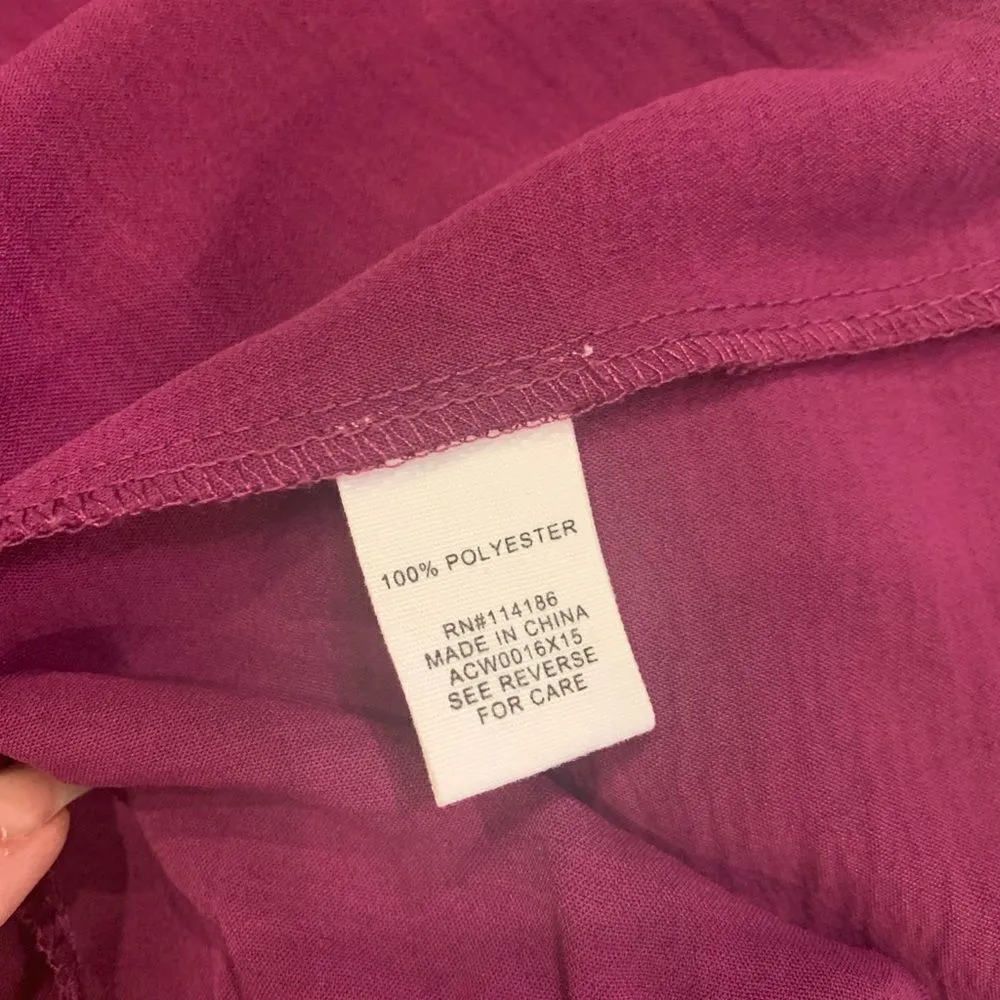 100% POLYESTER
RN#114186
MADE IN CHINA
ACW0016X15
SEE REVERSE
FOR CARE